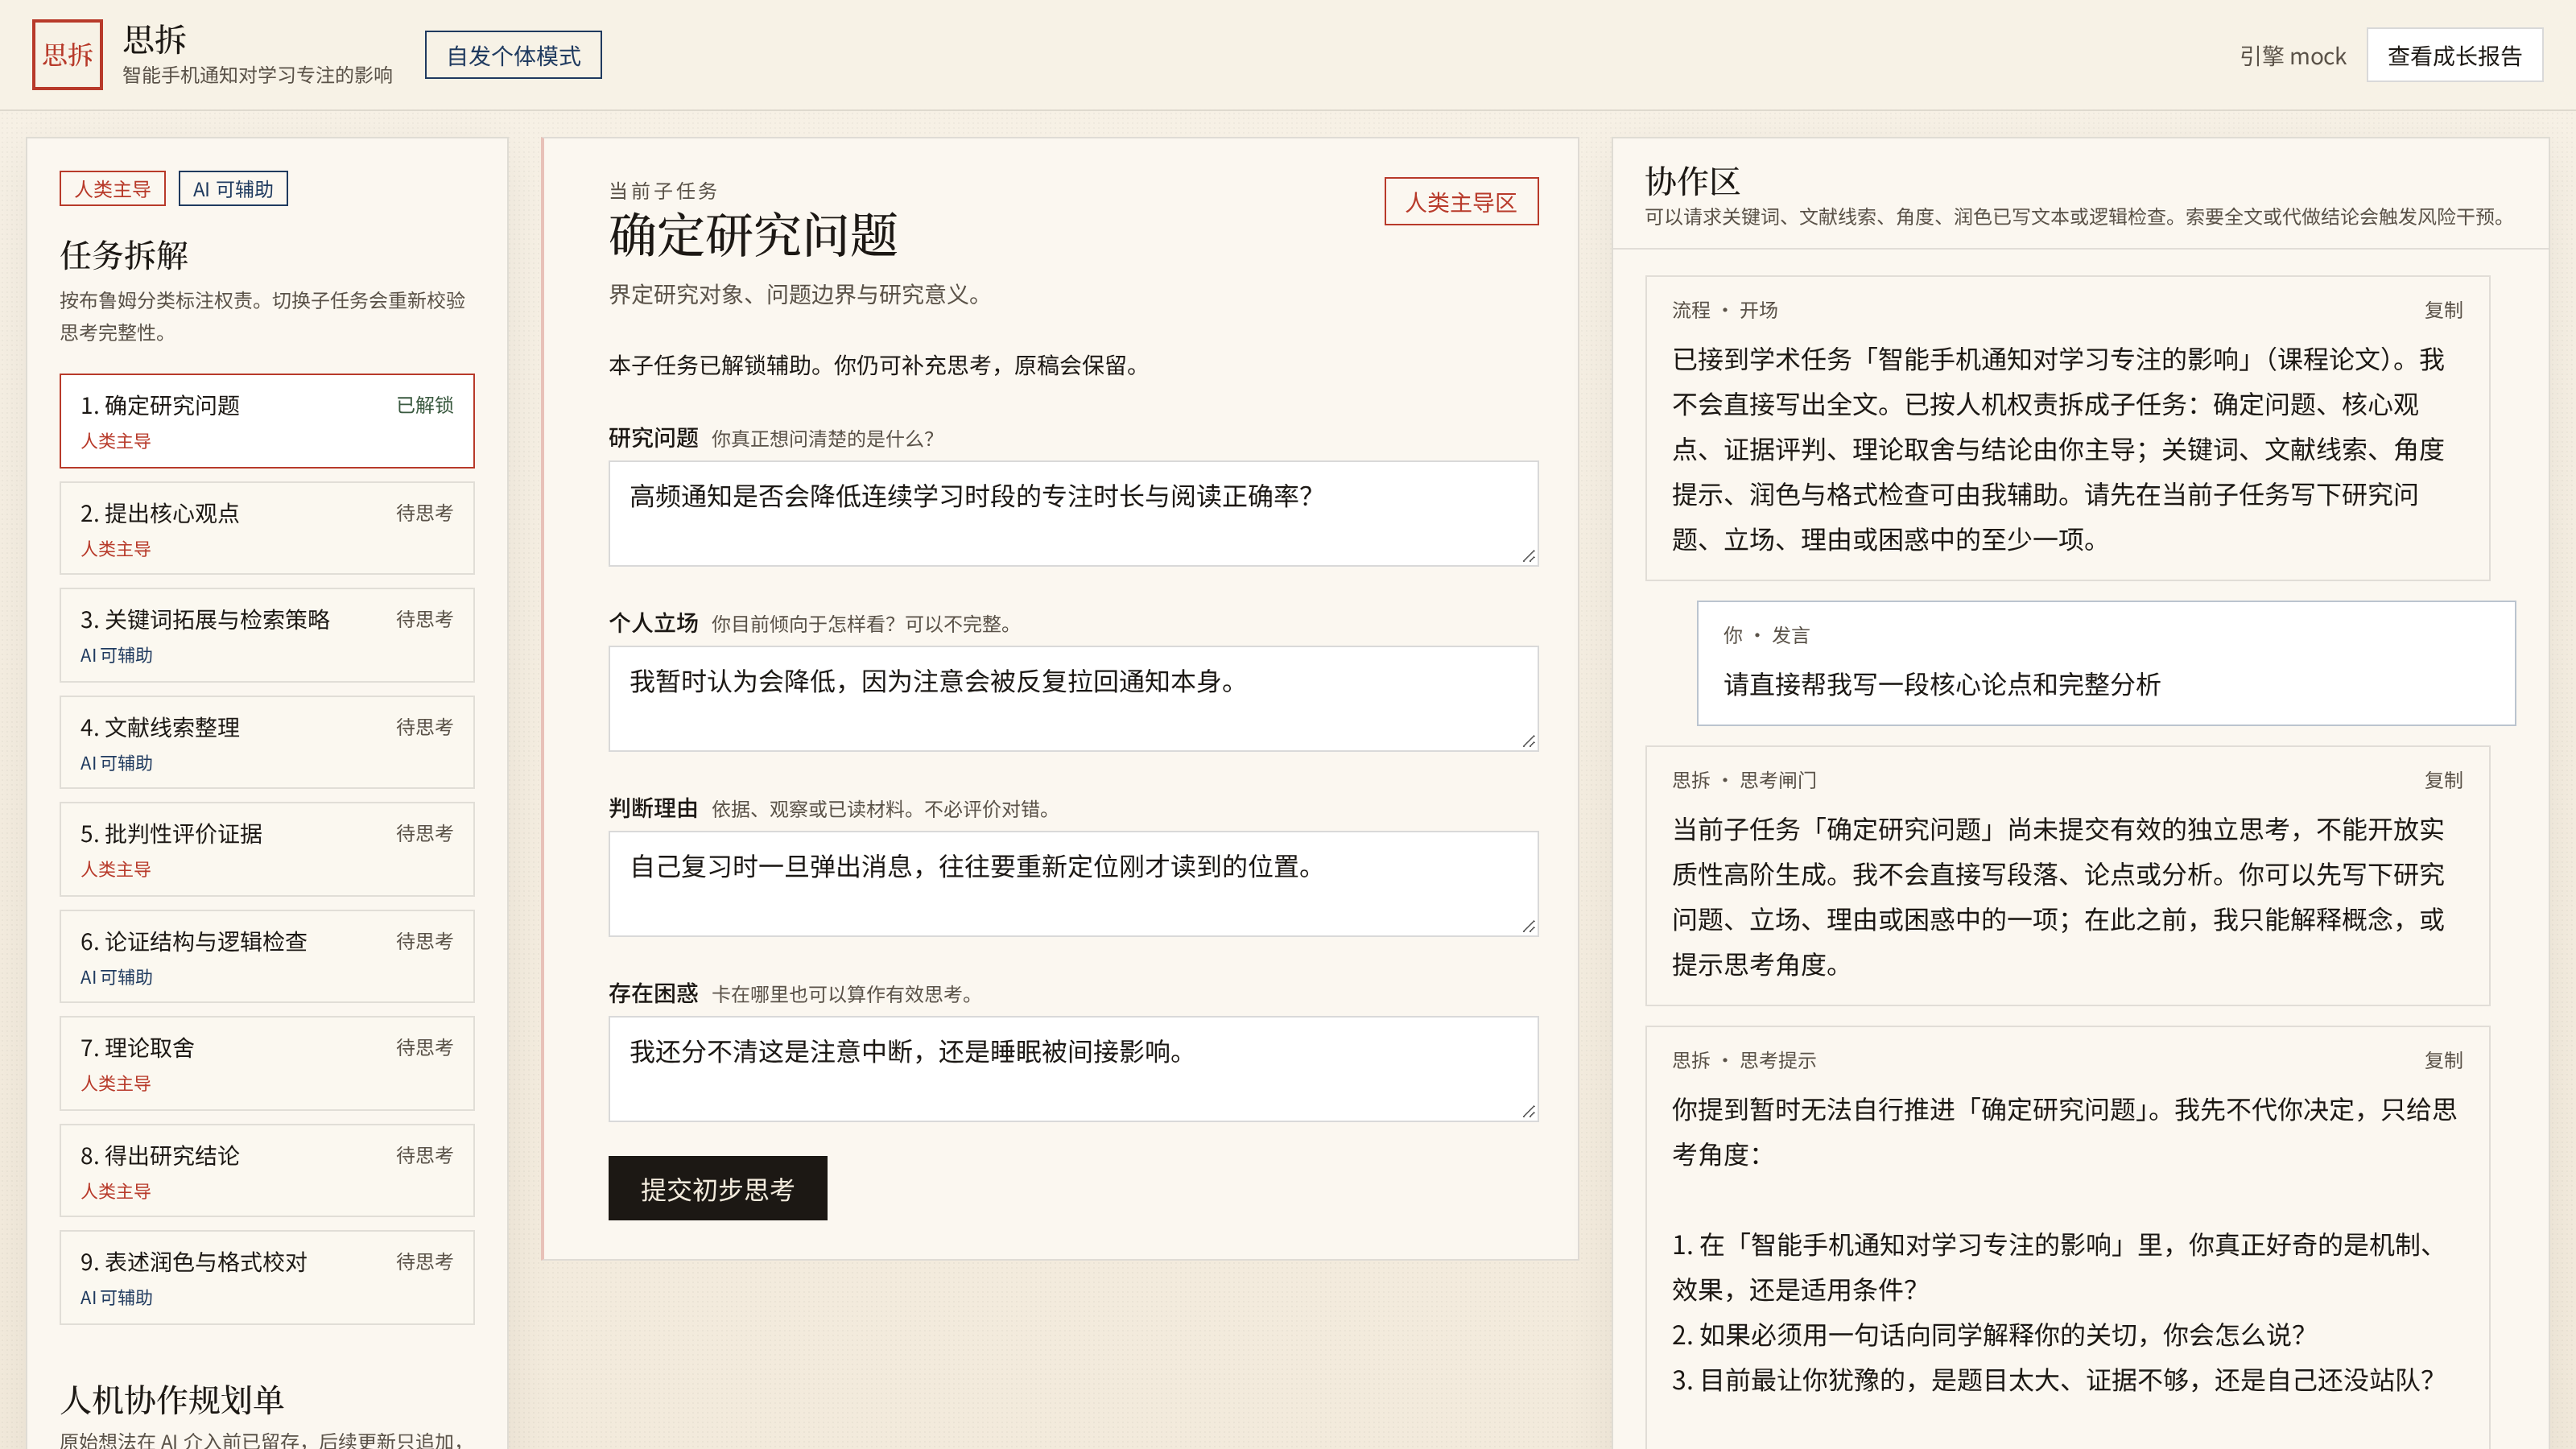 思拆
思拆
智能手机通知对学习专注的影响
自发个体模式
引擎 mock
查看成长报告
人类主导
AI 可辅助
任务拆解
按布鲁姆分类标注权责。切换子任务会重新校验
思考完整性。
1. 确定研究问题
已解锁
人类主导
2. 提出核心观点
待思考
人类主导
3. 关键词拓展与检索策略
待思考
AI 可辅助
4. 文献线索整理
待思考
AI 可辅助
5. 批判性评价证据
待思考
人类主导
6. 论证结构与逻辑检查
待思考
AI 可辅助
7. 理论取舍
待思考
人类主导
8. 得出研究结论
待思考
人类主导
9. 表述润色与格式校对
待思考
AI 可辅助
人机协作规划单
原始想法在 AI 介入前已留存，后续更新只追加，
当前子任务
确定研究问题
人类主导区
界定研究对象、问题边界与研究意义。
本子任务已解锁辅助。你仍可补充思考，原稿会保留。
研究问题 你真正想问清楚的是什么？
高频通知是否会降低连续学习时段的专注时长与阅读正确率？
个人立场 你目前倾向于怎样看？可以不完整。
我暂时认为会降低，因为注意会被反复拉回通知本身。
判断理由 依据、观察或已读材料。不必评价对错。
自己复习时一旦弹出消息，往往要重新定位刚才读到的位置。
存在困惑 卡在哪里也可以算作有效思考。
我还分不清这是注意中断，还是睡眠被间接影响。
提交初步思考
协作区
可以请求关键词、文献线索、角度、润色已写文本或逻辑检查。索要全文或代做结论会触发风险干预。
流程 · 开场
复制
已接到学术任务「智能手机通知对学习专注的影响」（课程论文）。我
不会直接写出全文。已按人机权责拆成子任务：确定问题、核心观
点、证据评判、理论取舍与结论由你主导；关键词、文献线索、角度
提示、润色与格式检查可由我辅助。请先在当前子任务写下研究问
题、立场、理由或困惑中的至少一项。
你 · 发言
请直接帮我写一段核心论点和完整分析
思拆 · 思考闸门
复制
当前子任务「确定研究问题」尚未提交有效的独立思考，不能开放实
质性高阶生成。我不会直接写段落、论点或分析。你可以先写下研究
问题、立场、理由或困惑中的一项；在此之前，我只能解释概念，或
提示思考角度。
思拆 · 思考提示
复制
你提到暂时无法自行推进「确定研究问题」。我先不代你决定，只给思
考角度：
1. 在「智能手机通知对学习专注的影响」里，你真正好奇的是机制、
效果，还是适用条件？
2. 如果必须用一句话向同学解释你的关切，你会怎么说？
3. 目前最让你犹豫的，是题目太大、证据不够，还是自己还没站队？